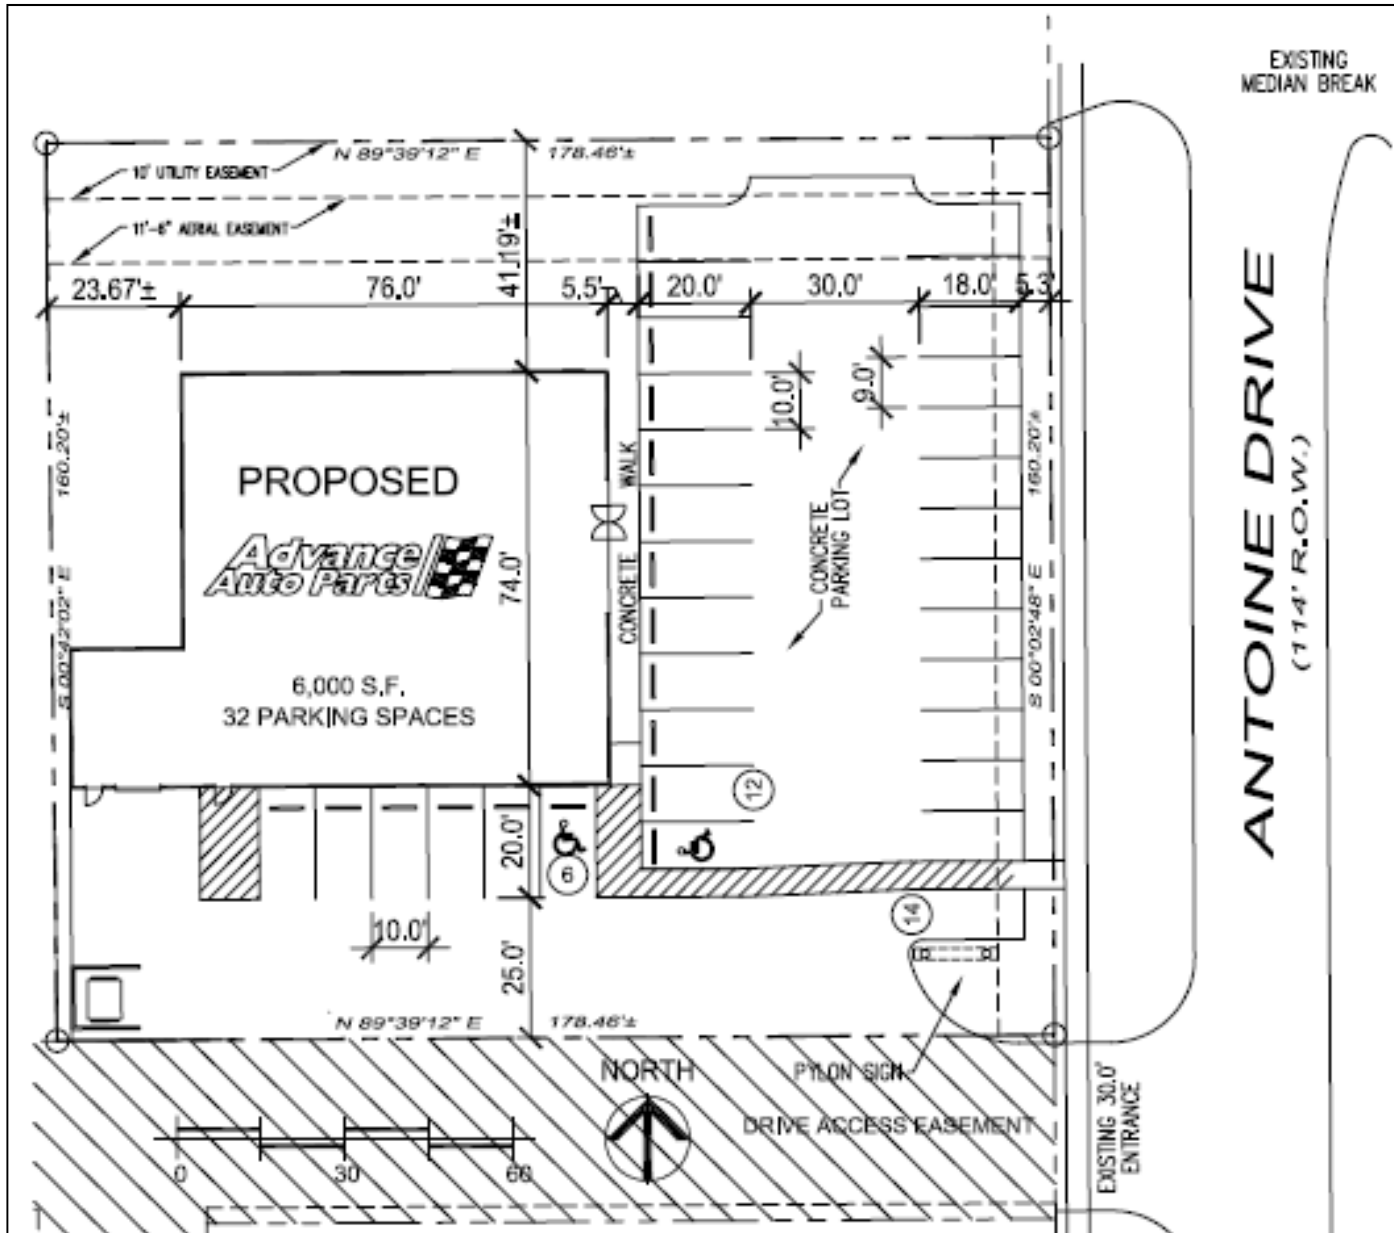 EXISTING
MEDIAN BREAK
N 89°39'12" E 178.46'±
10' UTILITY EASEMENT
11'-6" AERIAL EASEMENT
41.19'±
23.67'±
76.0'
5.5'
20.0'
30.0'
18.0'
5.3'
10.0'
9.0'
160.20'±
S 00°42'02" E
PROPOSED
Advance
Auto Parts
74.0'
CONCRETE WALK
CONCRETE
PARKING LOT
160.20'±
S 00°02'48" E
ANTOINE DRIVE
(114' R.O.W.)
6,000 S.F.
32 PARKING SPACES
12
20.0'
6
14
10.0'
25.0'
N 89°39'12" E 178.46'±
NORTH
PYLON SIGN
DRIVE ACCESS EASEMENT
EXISTING 30.0'
ENTRANCE
0 30 60